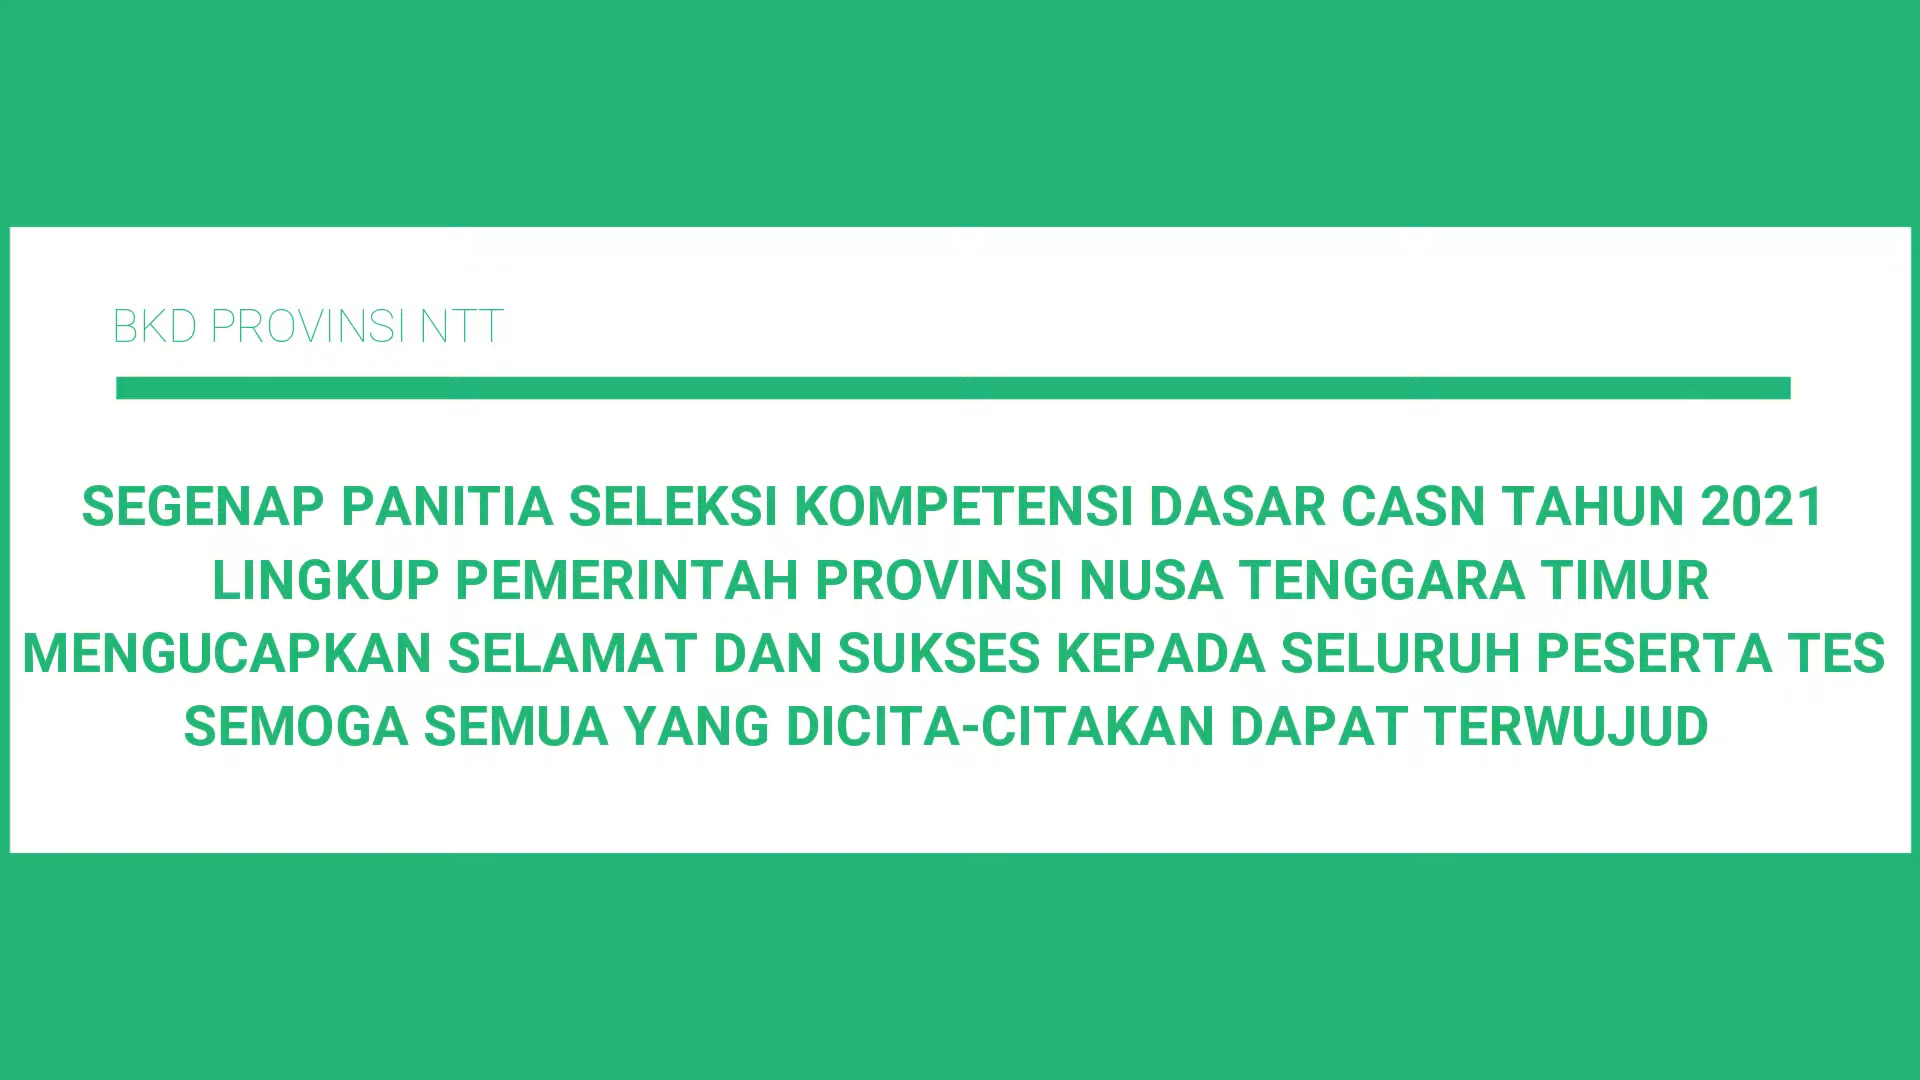 BKD PROVINSI NTT
SEGENAP PANITIA SELEKSI KOMPETENSI DASAR CASN TAHUN 2021
LINGKUP PEMERINTAH PROVINSI NUSA TENGGARA TIMUR
MENGUCAPKAN SELAMAT DAN SUKSES KEPADA SELURUH PESERTA TES
SEMOGA SEMUA YANG DICITA-CITAKAN DAPAT TERWUJUD